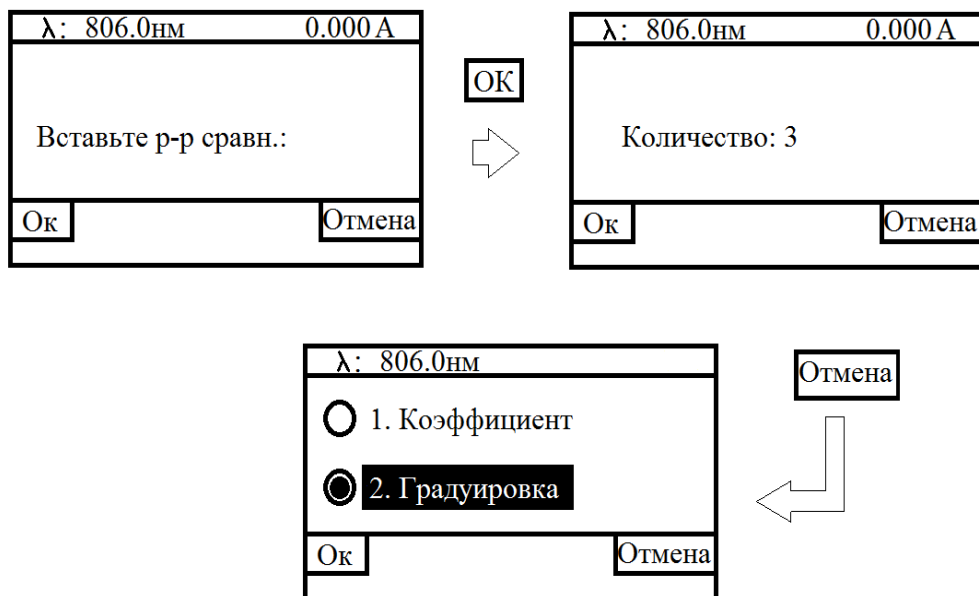 λ: 806.0нм 0.000 А
Вставьте р-р сравн.:
Ок Отмена
ОК
λ: 806.0нм 0.000 А
Количество: 3
Ок Отмена
Отмена
λ: 806.0нм
1. Коэффициент
2. Градуировка
Ок Отмена